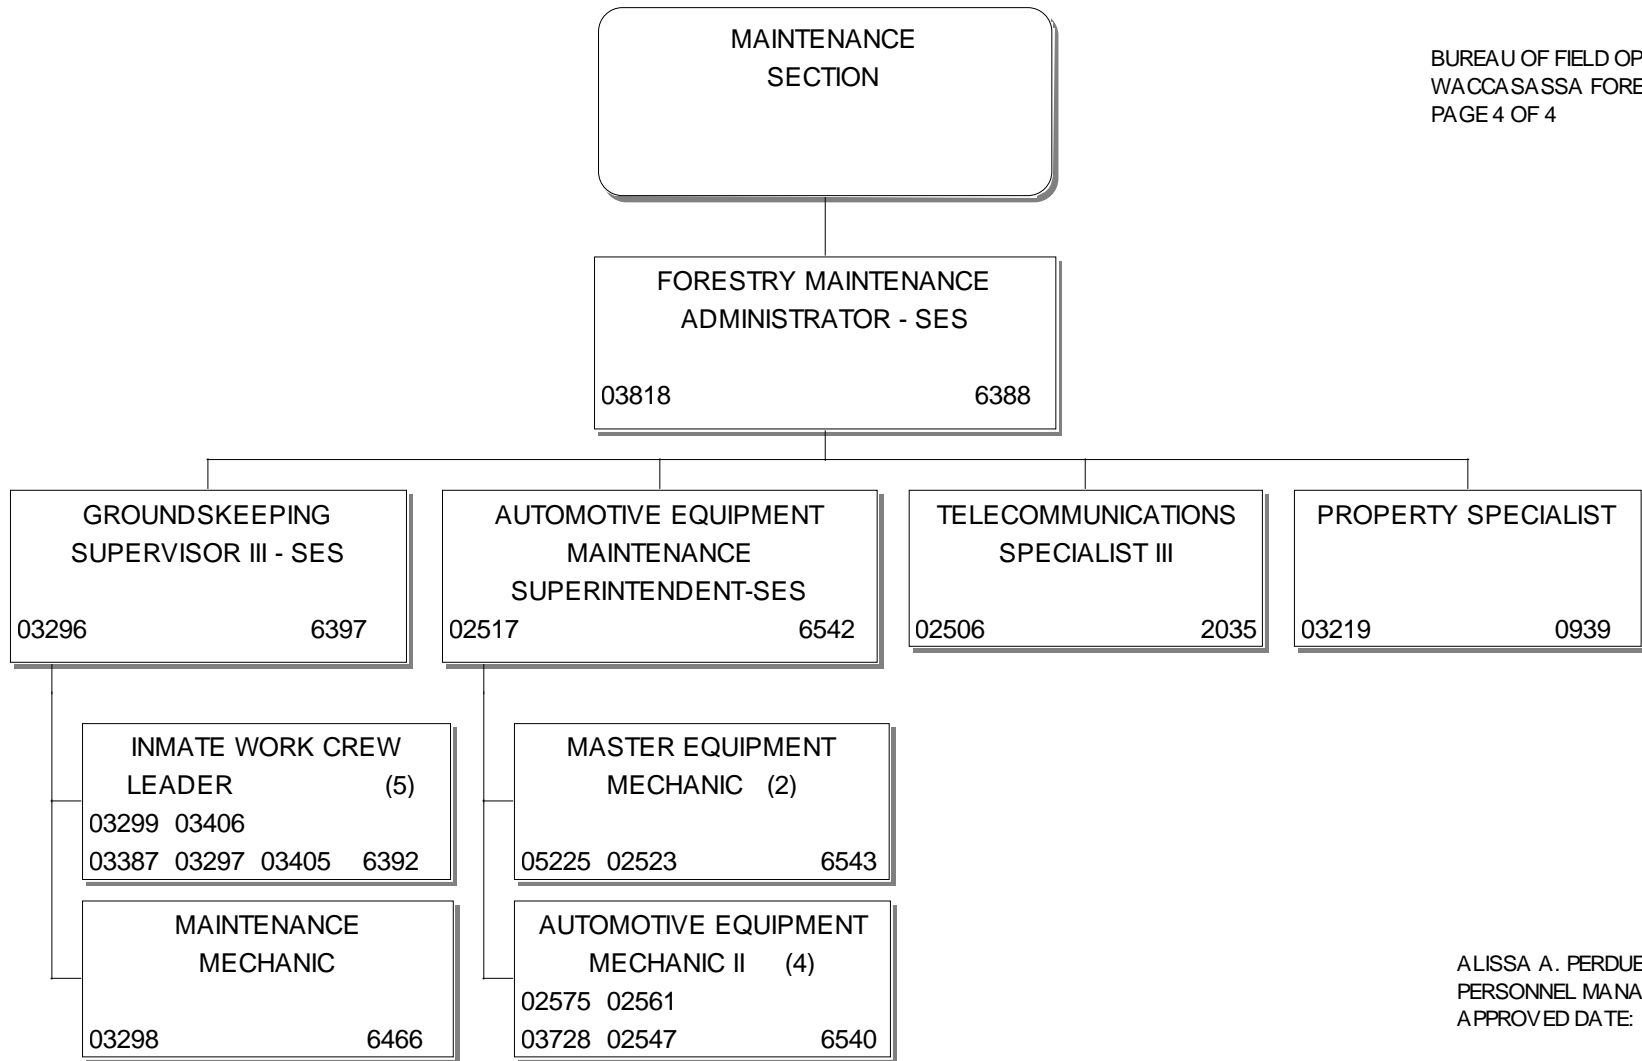 MAINTENANCE
SECTION
BUREAU OF FIELD OP
WACCASASSA FORE
PAGE 4 OF 4
FORESTRY MAINTENANCE
ADMINISTRATOR - SES
03818 6388
GROUNDSKEEPING
SUPERVISOR III - SES
03296 6397
AUTOMOTIVE EQUIPMENT
MAINTENANCE
SUPERINTENDENT-SES
02517 6542
TELECOMMUNICATIONS
SPECIALIST III
02506 2035
PROPERTY SPECIALIST
03219 0939
INMATE WORK CREW
LEADER (5)
03299 03406
03387 03297 03405 6392
MASTER EQUIPMENT
MECHANIC (2)
05225 02523 6543
MAINTENANCE
MECHANIC
03298 6466
AUTOMOTIVE EQUIPMENT
MECHANIC II (4)
02575 02561
03728 02547 6540
ALISSA A. PERDUE
PERSONNEL MANA
APPROVED DATE: